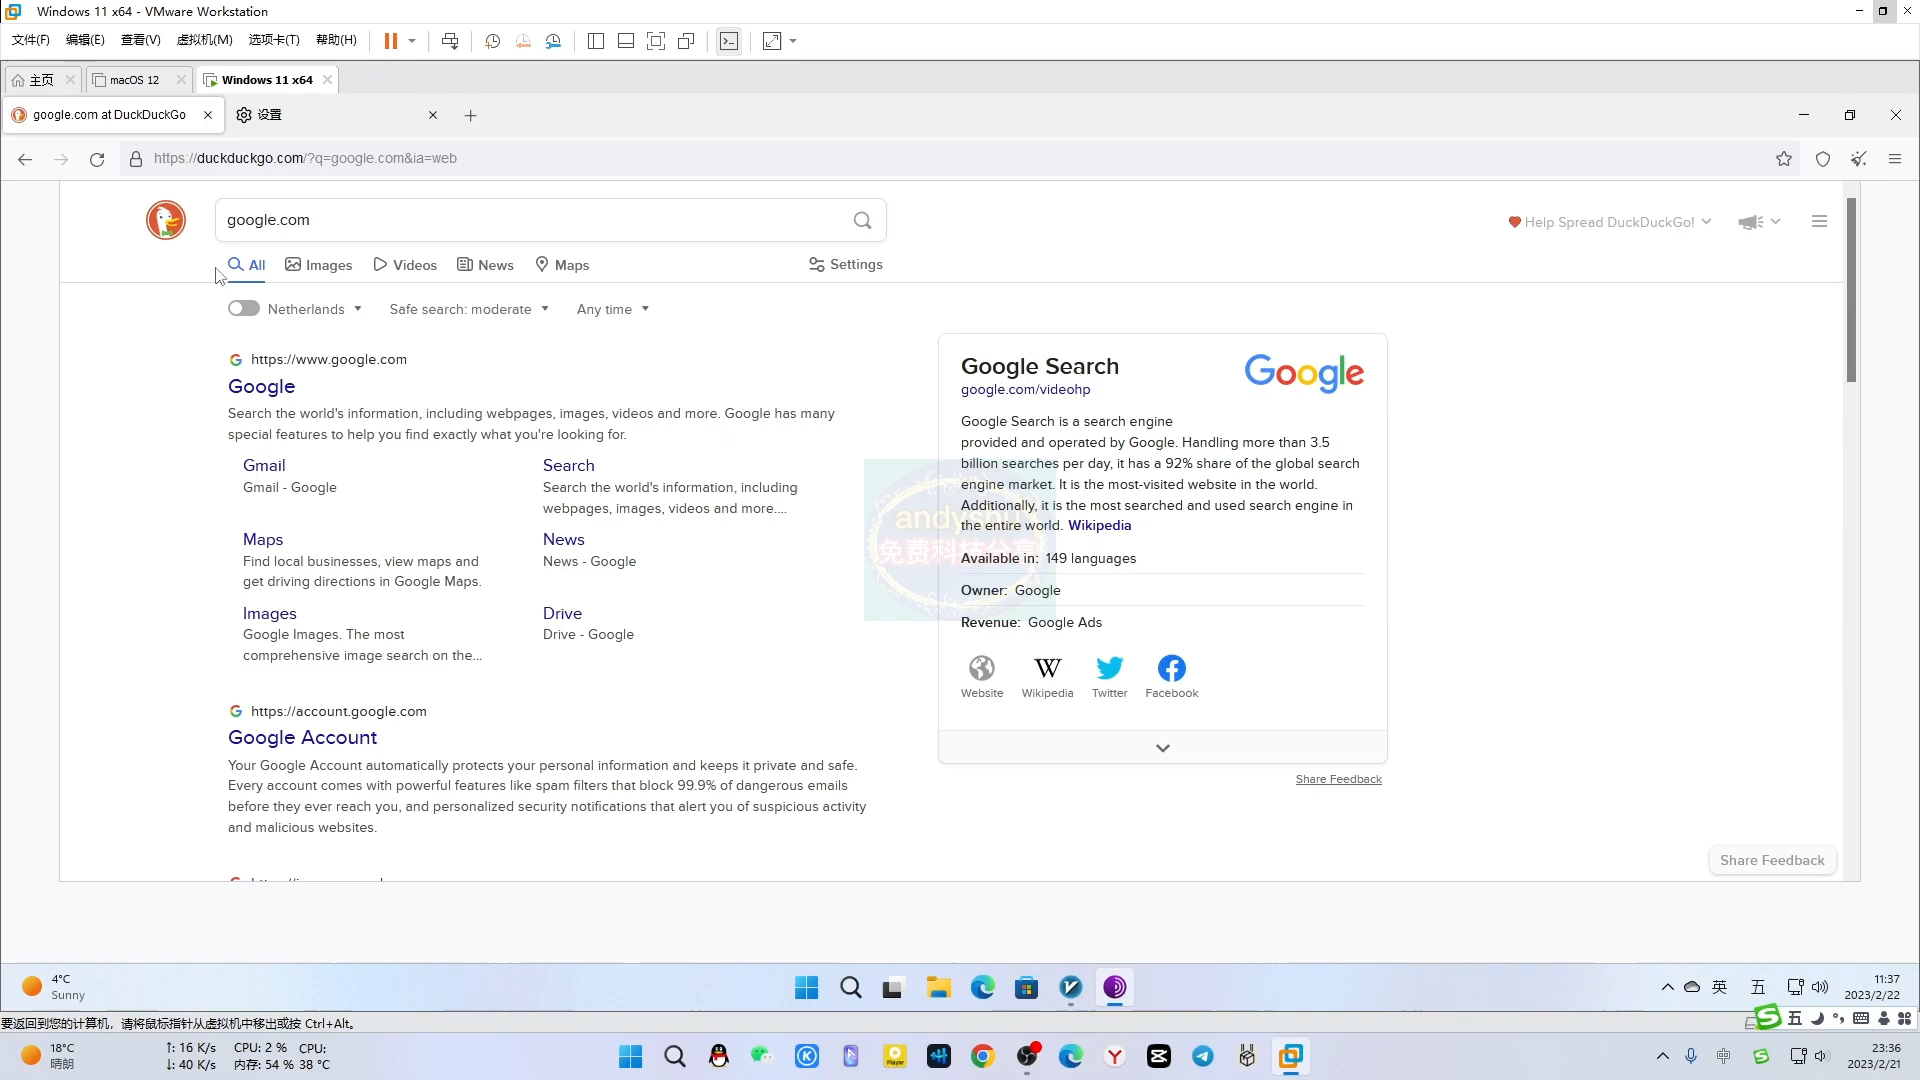 Windows 11 x64 - VMware Workstation
文件(F) 编辑(E) 查看(V) 虚拟机(M) 选项卡(T) 帮助(H)
主页 macOS 12 Windows 11 x64
google.com at DuckDuckGo 设置
https://duckduckgo.com/?q=google.com&ia=web
google.com
Help Spread DuckDuckGo!
All Images Videos News Maps Settings
Netherlands Safe search: moderate Any time
https://www.google.com
Google
Search the world's information, including webpages, images, videos and more. Google has many
special features to help you find exactly what you're looking for.
Gmail
Gmail - Google
Search
Search the world's information, including
webpages, images, videos and more....
Maps
Find local businesses, view maps and
get driving directions in Google Maps.
News
News - Google
Images
Google Images. The most
comprehensive image search on the...
Drive
Drive - Google
https://account.google.com
Google Account
Your Google Account automatically protects your personal information and keeps it private and safe.
Every account comes with powerful features like spam filters that block 99.9% of dangerous emails
before they ever reach you, and personalized security notifications that alert you of suspicious activity
and malicious websites.
Google Search
google.com/videohp
Google
Google Search is a search engine
provided and operated by Google. Handling more than 3.5
billion searches per day, it has a 92% share of the global search
engine market. It is the most-visited website in the world.
Additionally, it is the most searched and used search engine in
the entire world. Wikipedia
Available in: 149 languages
Owner: Google
Revenue: Google Ads
Website Wikipedia Twitter Facebook
Share Feedback
Share Feedback
andyshu
免费科技分享
4°C
Sunny
英 五
11:37
2023/2/22
要返回到您的计算机，请将鼠标指针从虚拟机中移出或按 Ctrl+Alt。
五
18°C
晴朗
↑: 16 K/s CPU: 2 % CPU:
↓: 40 K/s 内存: 54 % 38 °C
Player
中
23:36
2023/2/21